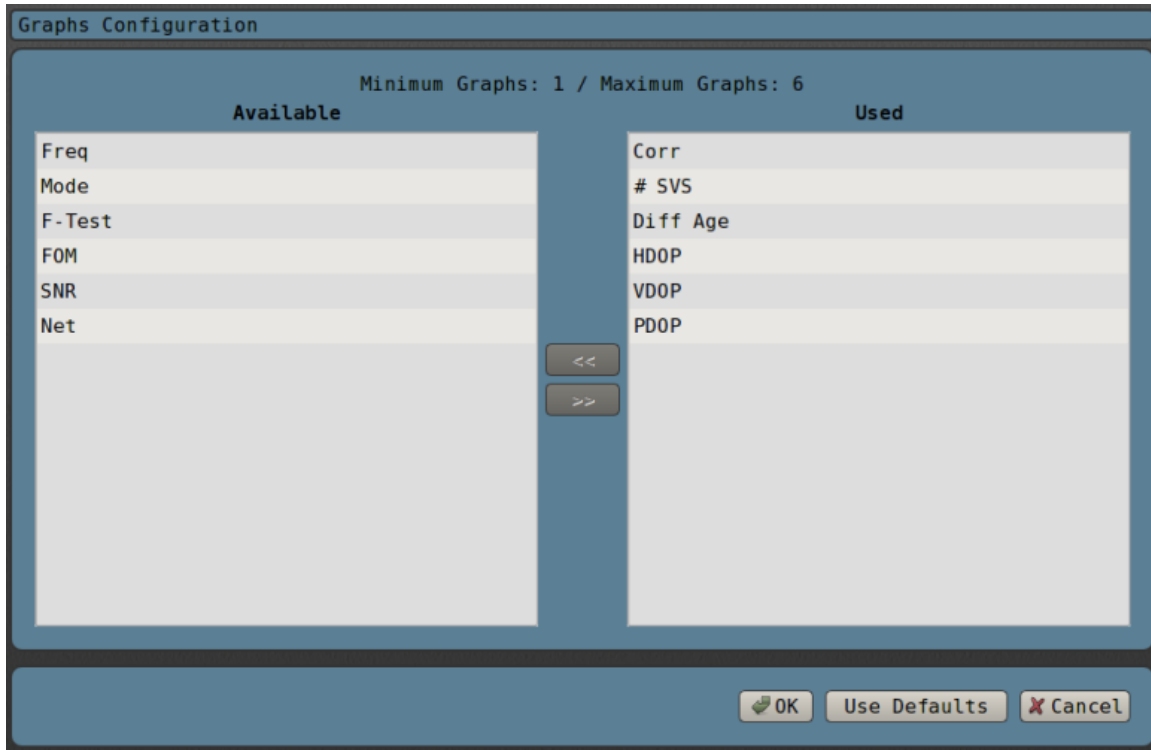 Graphs Configuration
Minimum Graphs: 1 / Maximum Graphs: 6
Available
Freq
Mode
F-Test
FOM
SNR
Net
<<
>>
Used
Corr
# SVS
Diff Age
HDOP
VDOP
PDOP
OK
Use Defaults
Cancel